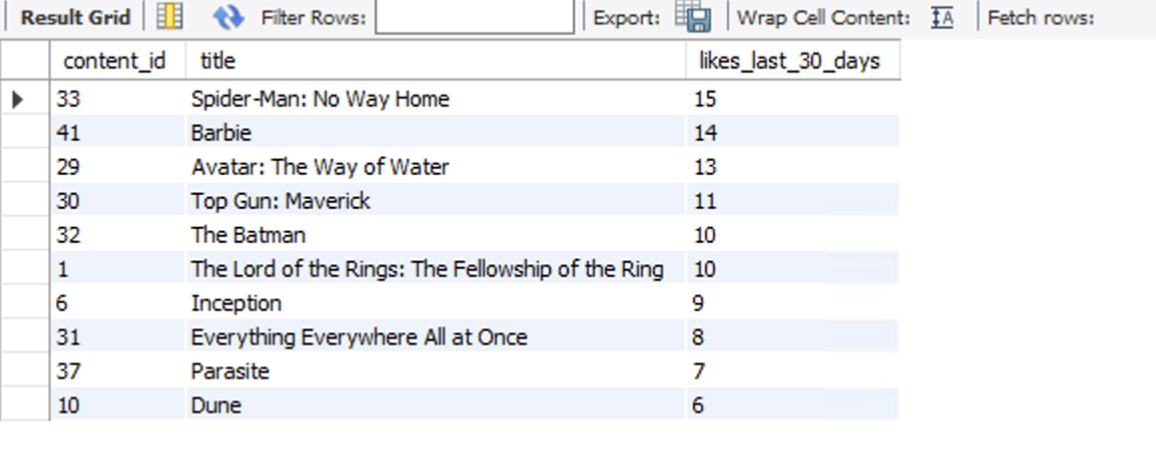 Result Grid Filter Rows: Export: Wrap Cell Content: IA Fetch rows:
content_id title likes_last_30_days
33 Spider-Man: No Way Home 15
41 Barbie 14
29 Avatar: The Way of Water 13
30 Top Gun: Maverick 11
32 The Batman 10
1 The Lord of the Rings: The Fellowship of the Ring 10
6 Inception 9
31 Everything Everywhere All at Once 8
37 Parasite 7
10 Dune 6